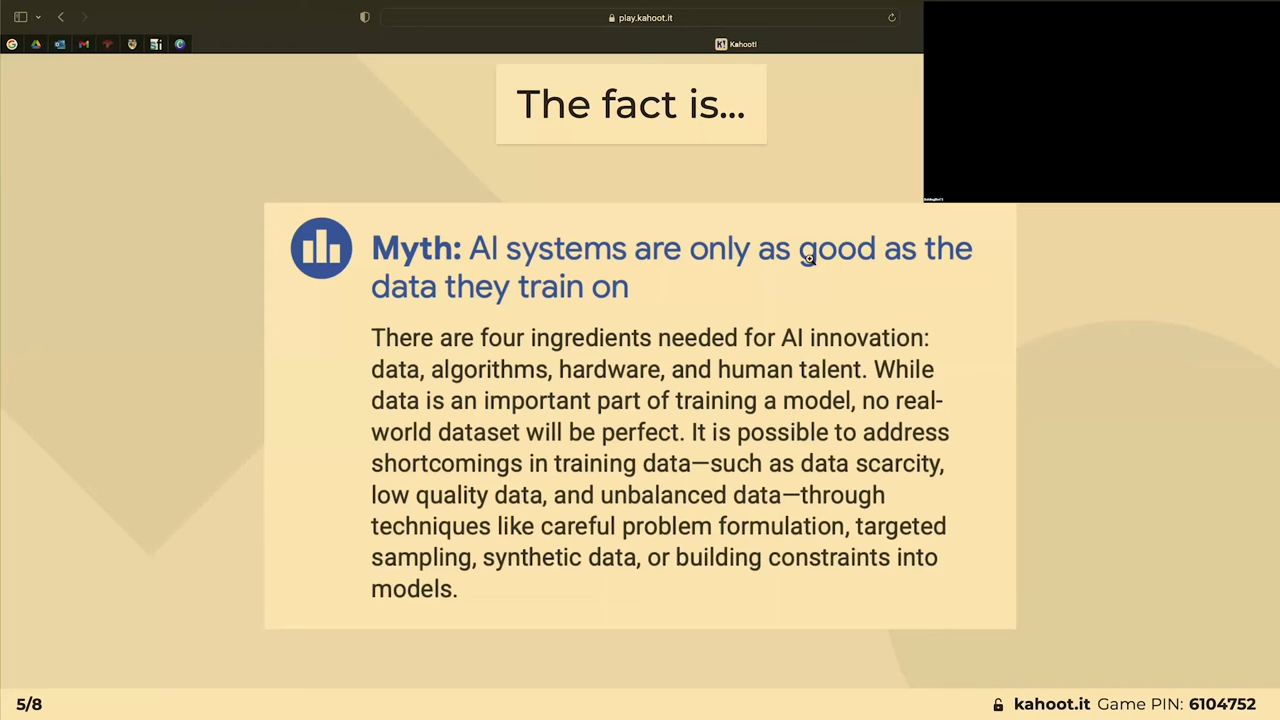 play.kahoot.it
K! Kahoot!
The fact is...
Myth: AI systems are only as good as the
data they train on
There are four ingredients needed for AI innovation:
data, algorithms, hardware, and human talent. While
data is an important part of training a model, no real-
world dataset will be perfect. It is possible to address
shortcomings in training data—such as data scarcity,
low quality data, and unbalanced data—through
techniques like careful problem formulation, targeted
sampling, synthetic data, or building constraints into
models.
5/8
kahoot.it Game PIN: 6104752